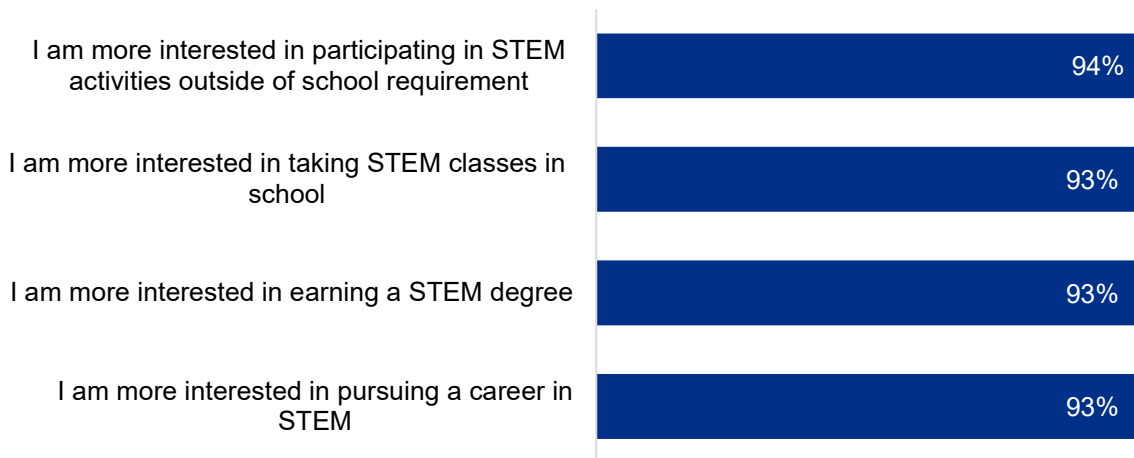 I am more interested in participating in STEM
activities outside of school requirement
94%
I am more interested in taking STEM classes in
school
93%
I am more interested in earning a STEM degree
93%
I am more interested in pursuing a career in
STEM
93%